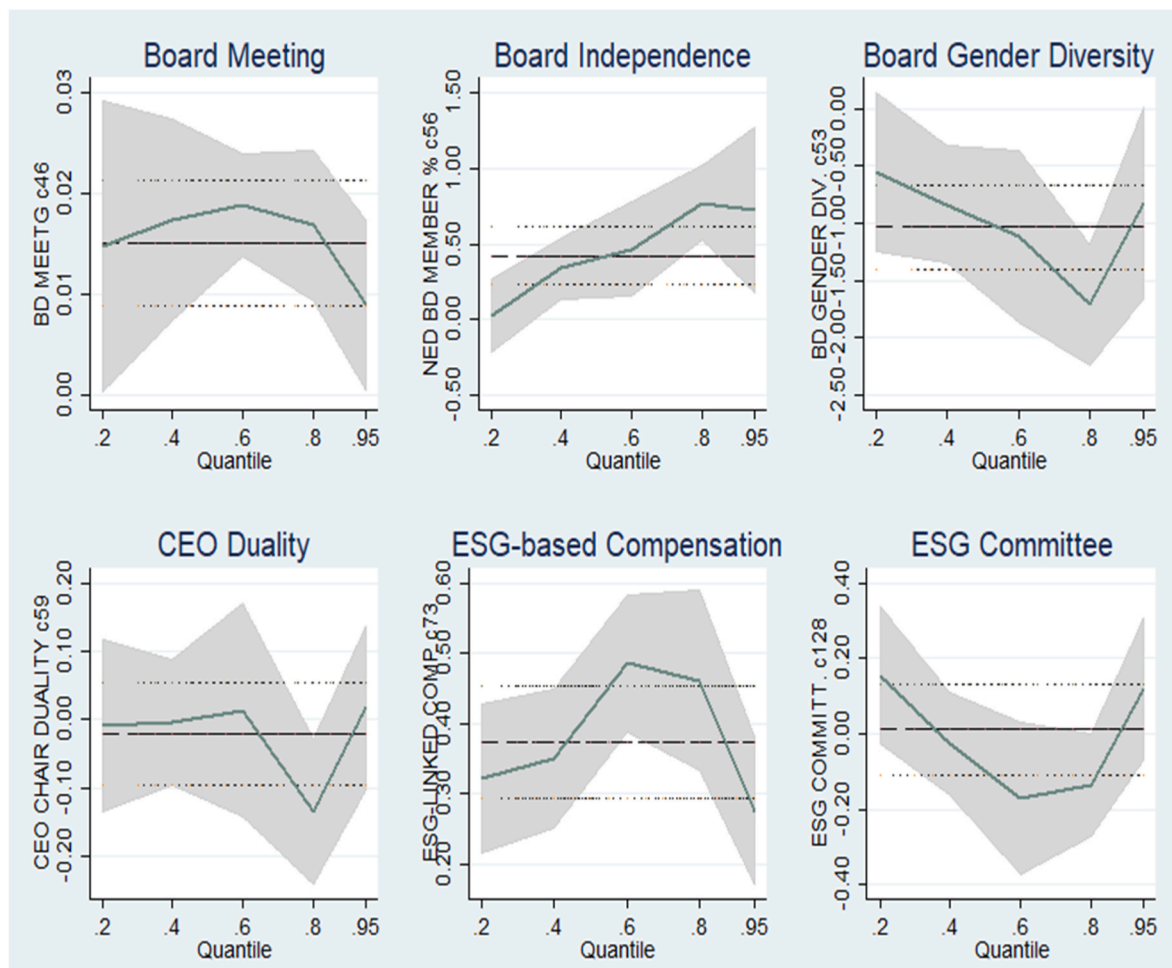 Board Meeting
BD MEETG c46
0.03
0.02
0.01
0.00
.2 .4 .6 .8 .95
Quantile
Board Independence
NED BD MEMBER % c56
1.50
1.00
0.50
0.00
-0.50
.2 .4 .6 .8 .95
Quantile
Board Gender Diversity
BD GENDER DIV. c53
0.00
-0.50
-1.00
-1.50
-2.00
-2.50
.2 .4 .6 .8 .95
Quantile
CEO Duality
CEO CHAIR DUALITY c59
0.20
0.10
0.00
-0.10
-0.20
.2 .4 .6 .8 .95
Quantile
ESG-based Compensation
ESG-LINKED COMP c73
0.60
0.50
0.40
0.30
0.20
.2 .4 .6 .8 .95
Quantile
ESG Committee
ESG COMMITT. c128
0.40
0.20
0.00
-0.20
-0.40
.2 .4 .6 .8 .95
Quantile